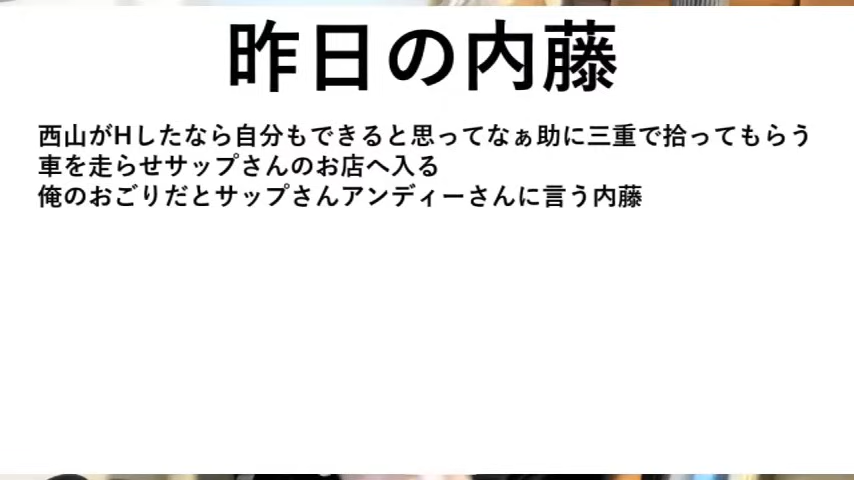 昨日の内藤
西山がHしたなら自分もできると思ってなぁ助に三重で拾ってもらう
車を走らせサップさんのお店へ入る
俺のおごりだとサップさんアンディーさんに言う内藤